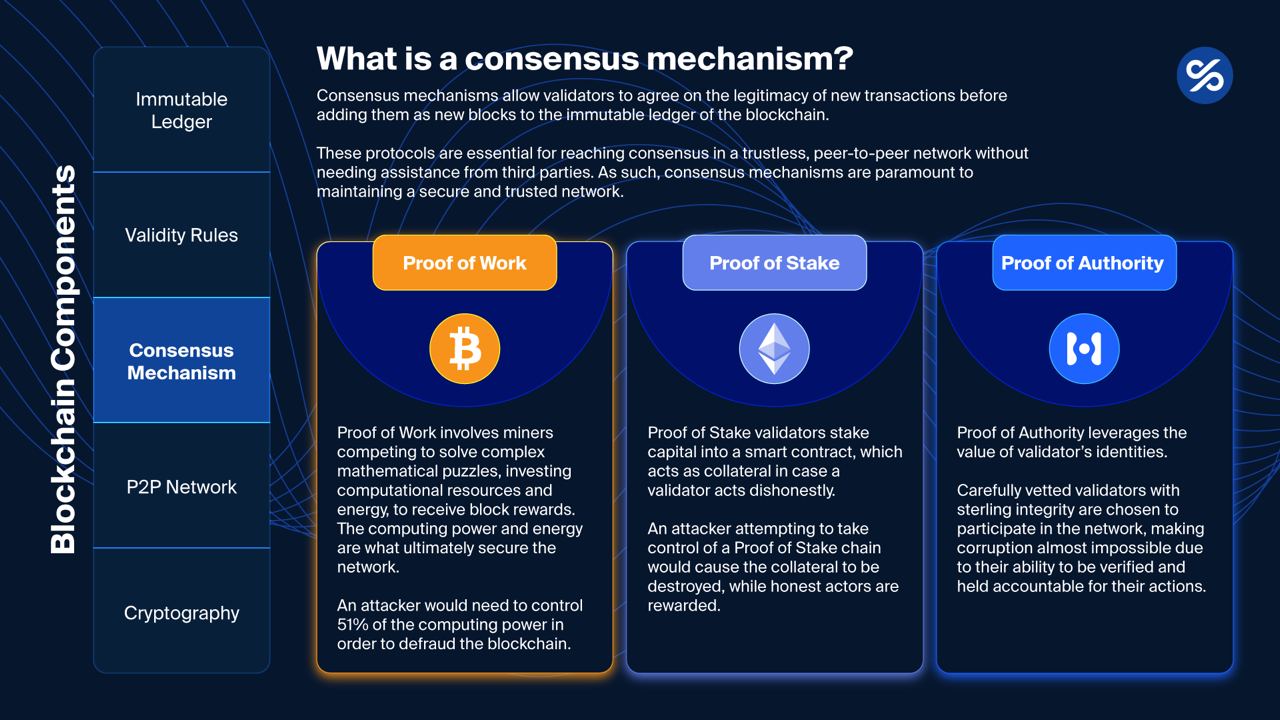 Blockchain Components
Immutable
Ledger
Validity Rules
Consensus
Mechanism
P2P Network
Cryptography
What is a consensus mechanism?
Consensus mechanisms allow validators to agree on the legitimacy of new transactions before
adding them as new blocks to the immutable ledger of the blockchain.
These protocols are essential for reaching consensus in a trustless, peer-to-peer network without
needing assistance from third parties. As such, consensus mechanisms are paramount to
maintaining a secure and trusted network.
Proof of Work
Proof of Work involves miners
competing to solve complex
mathematical puzzles, investing
computational resources and
energy, to receive block rewards.
The computing power and energy
are what ultimately secure the
network.
An attacker would need to control
51% of the computing power in
order to defraud the blockchain.
Proof of Stake
Proof of Stake validators stake
capital into a smart contract, which
acts as collateral in case a
validator acts dishonestly.
An attacker attempting to take
control of a Proof of Stake chain
would cause the collateral to be
destroyed, while honest actors are
rewarded.
Proof of Authority
Proof of Authority leverages the
value of validator's identities.
Carefully vetted validators with
sterling integrity are chosen to
participate in the network, making
corruption almost impossible due
to their ability to be verified and
held accountable for their actions.